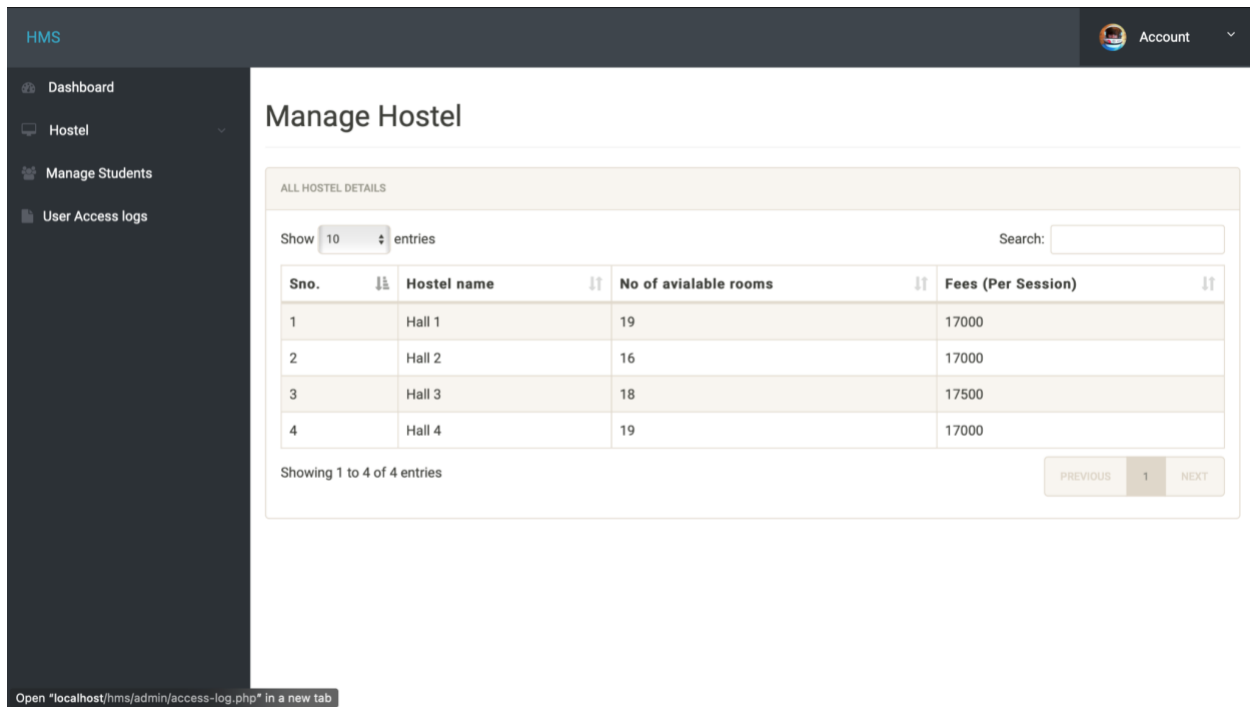 HMS
Account
Dashboard
Hostel
Manage Students
User Access logs
Manage Hostel
ALL HOSTEL DETAILS
Show 10 entries
Search:
Sno. Hostel name No of avialable rooms Fees (Per Session)
1 Hall 1 19 17000
2 Hall 2 16 17000
3 Hall 3 18 17500
4 Hall 4 19 17000
Showing 1 to 4 of 4 entries
PREVIOUS 1 NEXT
Open "localhost/hms/admin/access-log.php" in a new tab